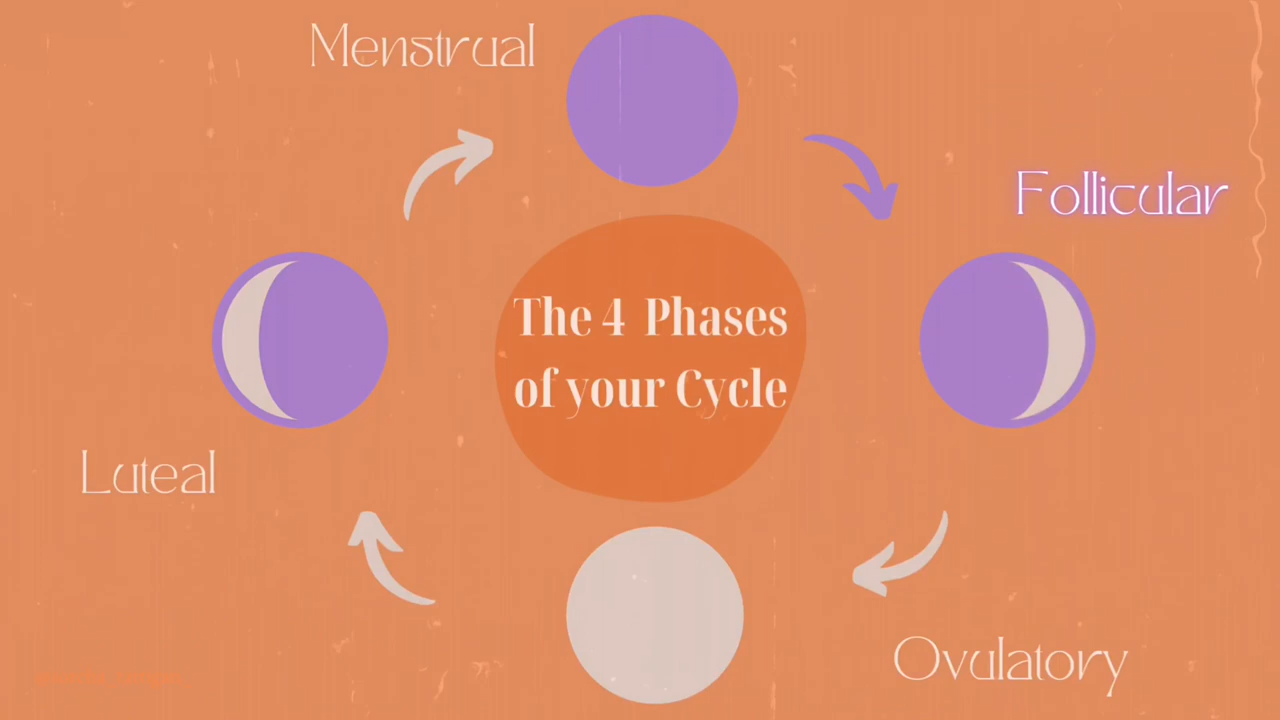 Menstrual
Follicular
The 4 Phases
of your Cycle
Luteal
Ovulatory